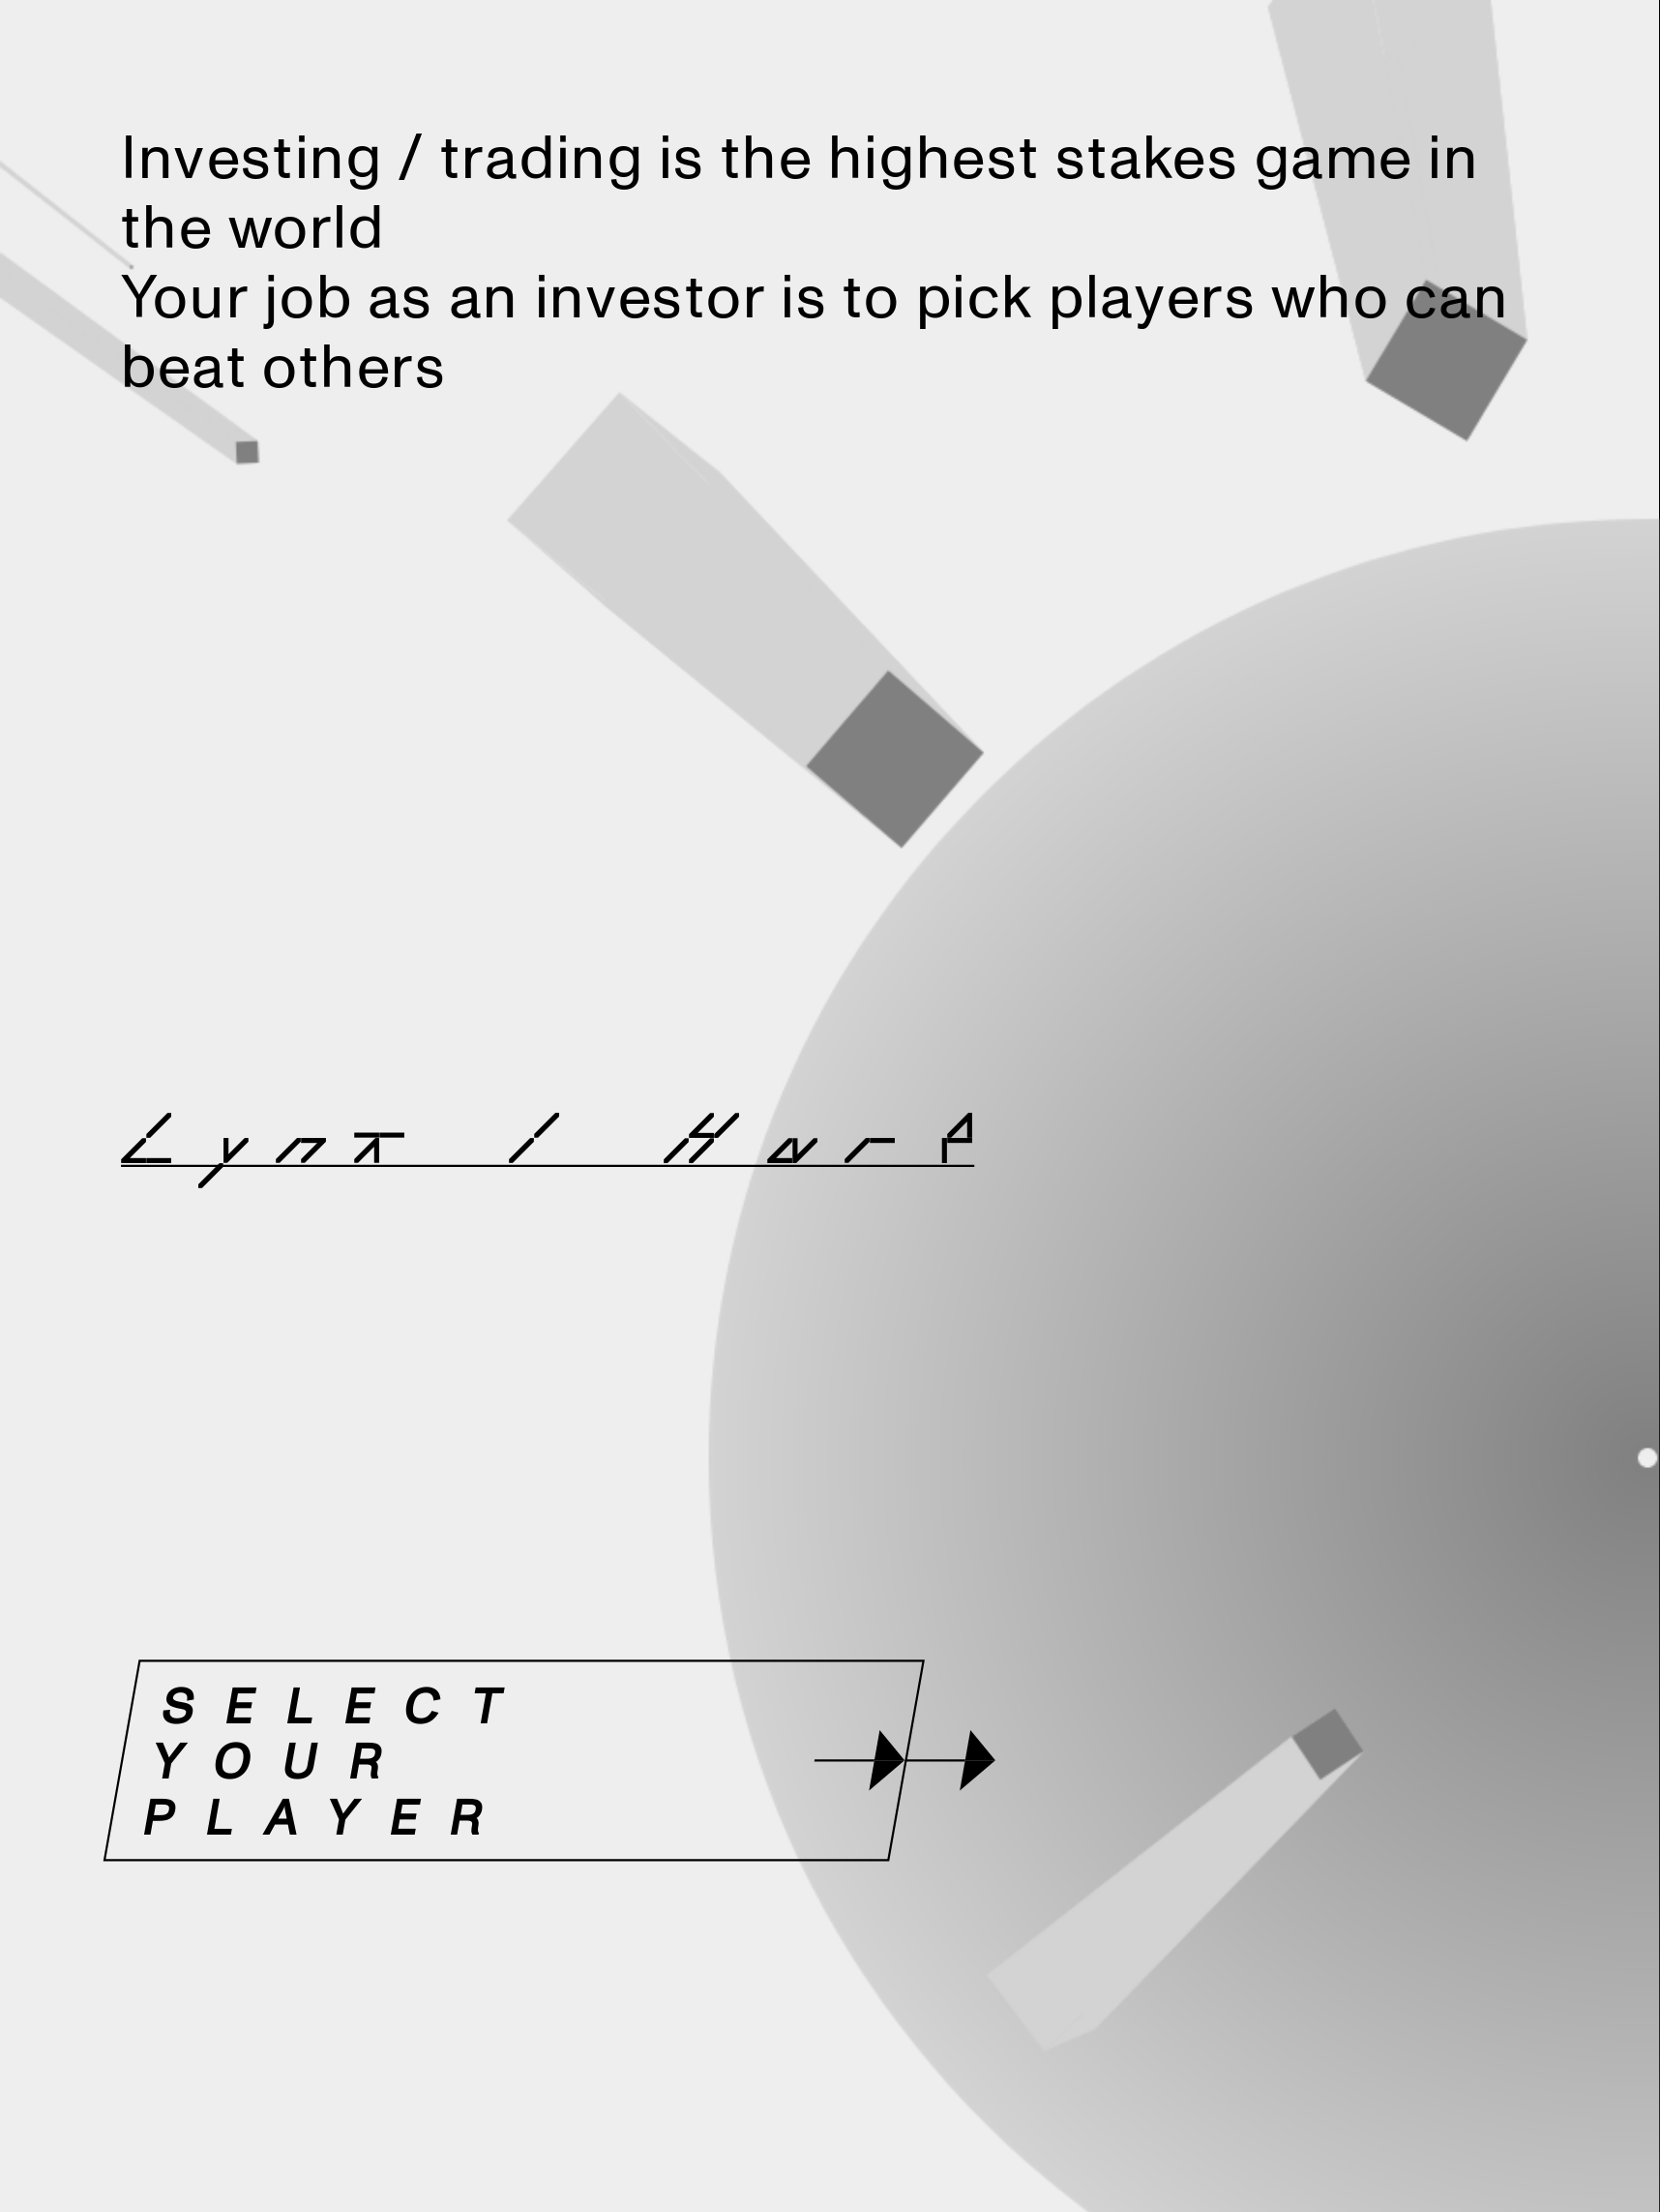 Investing / trading is the highest stakes game in
the world
Your job as an investor is to pick players who can
beat others
SELECT
YOUR
PLAYER